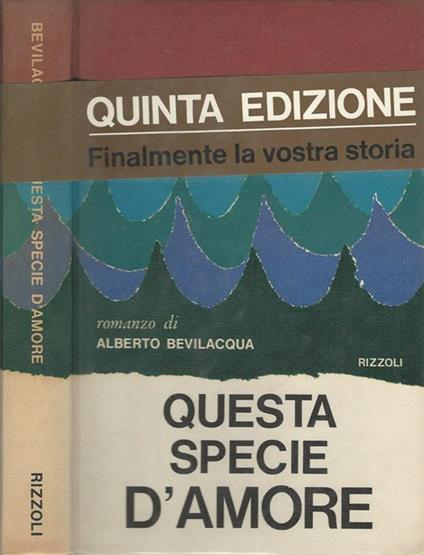 BEVILAC
QUESTA SPECIE D'AMORE
RIZZOLI
QUINTA EDIZIONE
Finalmente la vostra storia
romanzo di
ALBERTO BEVILACQUA
RIZZOLI
QUESTA
SPECIE
D'AMORE